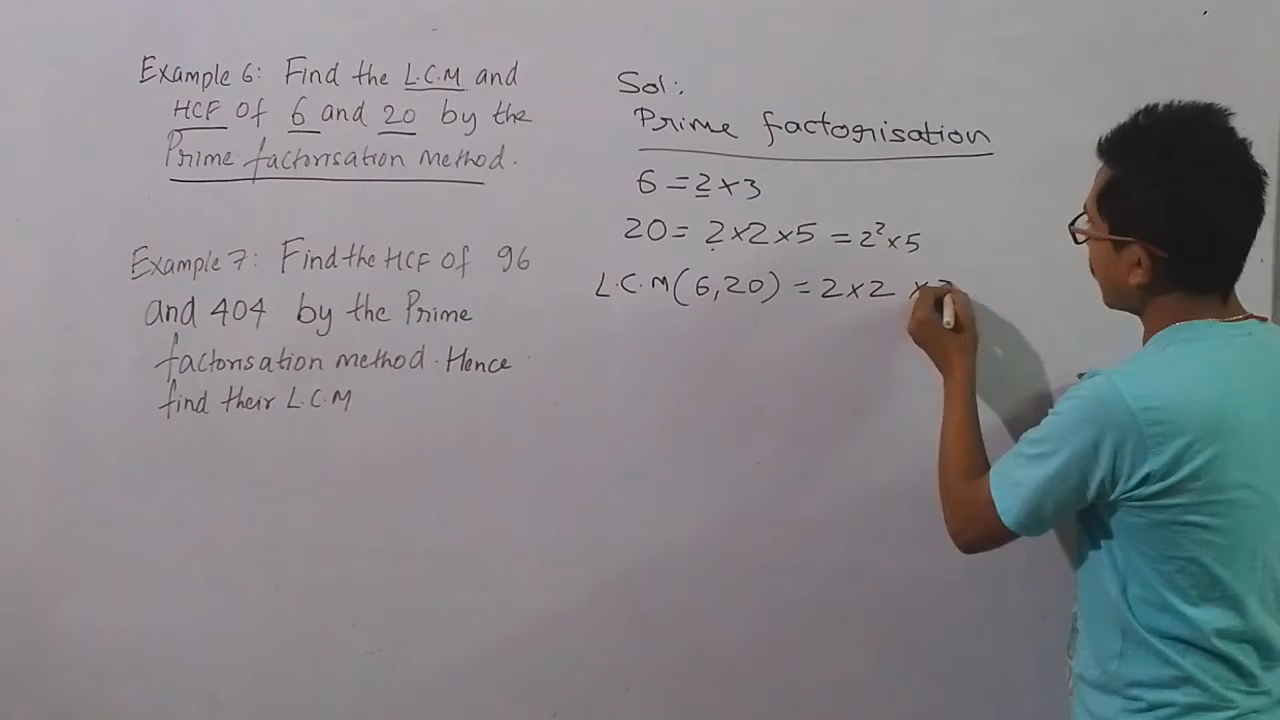 Example 6: Find the L.C.M and
HCF of 6 and 20 by the
Prime factorisation method.
Example 7: Find the HCF of 96
and 404 by the Prime
factorisation method. Hence
find their L.C.M
Sol:
Prime factorisation
6 = 2 × 3
20 = 2 × 2 × 5 = 2² × 5
L.C.M (6, 20) = 2 × 2 ×